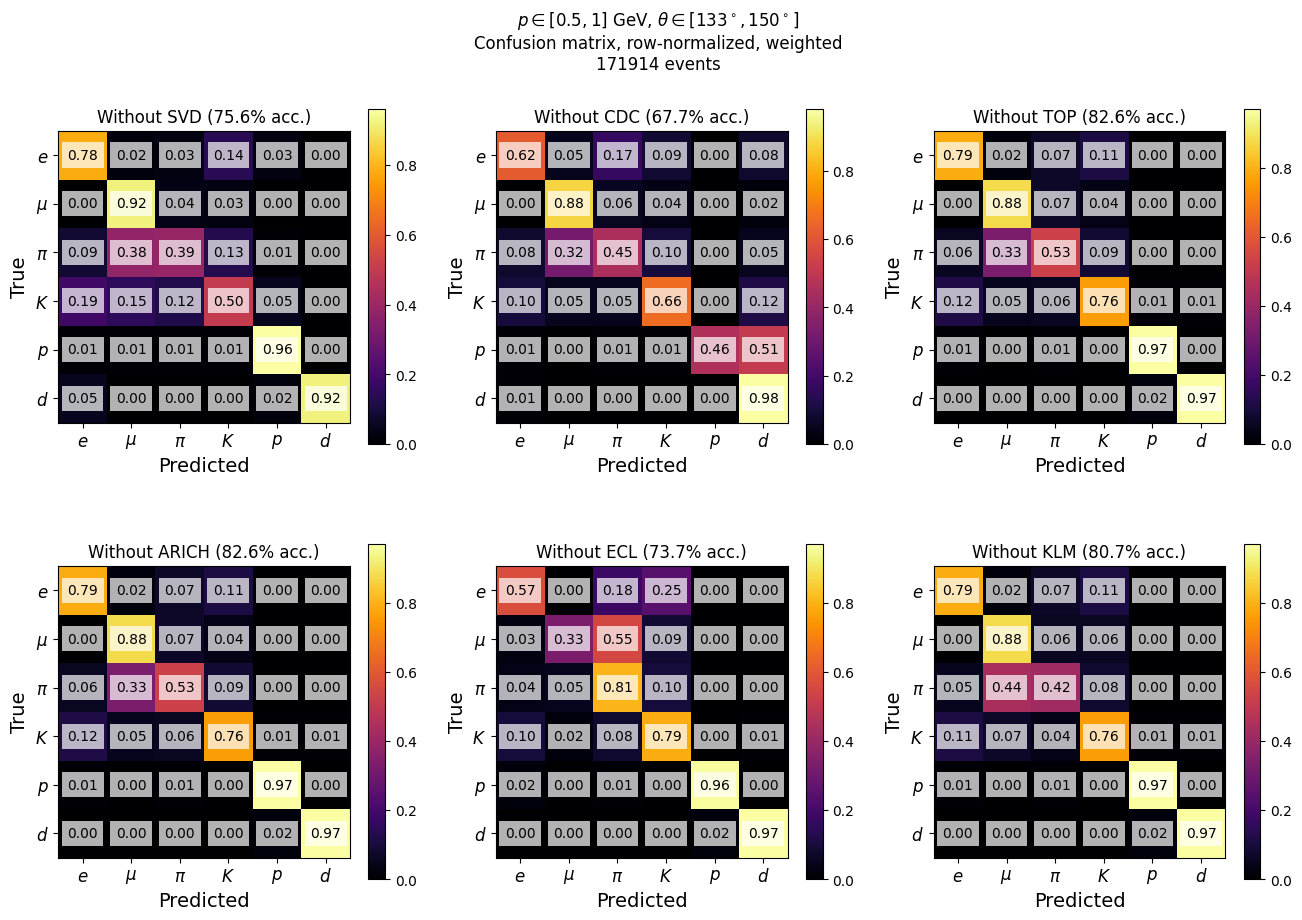 p ∈ [0.5, 1] GeV, θ ∈ [133°, 150°]
Confusion matrix, row-normalized, weighted
171914 events
Without SVD (75.6% acc.)
e 0.78 0.02 0.03 0.14 0.03 0.00
μ 0.00 0.92 0.04 0.03 0.00 0.00
π 0.09 0.38 0.39 0.13 0.01 0.00
K 0.19 0.15 0.12 0.50 0.05 0.00
p 0.01 0.01 0.01 0.01 0.96 0.00
d 0.05 0.00 0.00 0.00 0.02 0.92
e μ π K p d
True
Predicted
0.8
0.6
0.4
0.2
0.0
Without CDC (67.7% acc.)
e 0.62 0.05 0.17 0.09 0.00 0.08
μ 0.00 0.88 0.06 0.04 0.00 0.02
π 0.08 0.32 0.45 0.10 0.00 0.05
K 0.10 0.05 0.05 0.66 0.00 0.12
p 0.01 0.00 0.01 0.01 0.46 0.51
d 0.01 0.00 0.00 0.00 0.00 0.98
e μ π K p d
True
Predicted
0.8
0.6
0.4
0.2
0.0
Without TOP (82.6% acc.)
e 0.79 0.02 0.07 0.11 0.00 0.00
μ 0.00 0.88 0.07 0.04 0.00 0.00
π 0.06 0.33 0.53 0.09 0.00 0.00
K 0.12 0.05 0.06 0.76 0.01 0.01
p 0.01 0.00 0.01 0.00 0.97 0.00
d 0.00 0.00 0.00 0.00 0.02 0.97
e μ π K p d
True
Predicted
0.8
0.6
0.4
0.2
0.0
Without ARICH (82.6% acc.)
e 0.79 0.02 0.07 0.11 0.00 0.00
μ 0.00 0.88 0.07 0.04 0.00 0.00
π 0.06 0.33 0.53 0.09 0.00 0.00
K 0.12 0.05 0.06 0.76 0.01 0.01
p 0.01 0.00 0.01 0.00 0.97 0.00
d 0.00 0.00 0.00 0.00 0.02 0.97
e μ π K p d
True
Predicted
0.8
0.6
0.4
0.2
0.0
Without ECL (73.7% acc.)
e 0.57 0.00 0.18 0.25 0.00 0.00
μ 0.03 0.33 0.55 0.09 0.00 0.00
π 0.04 0.05 0.81 0.10 0.00 0.00
K 0.10 0.02 0.08 0.79 0.00 0.01
p 0.02 0.00 0.01 0.00 0.96 0.00
d 0.00 0.00 0.00 0.00 0.02 0.97
e μ π K p d
True
Predicted
0.8
0.6
0.4
0.2
0.0
Without KLM (80.7% acc.)
e 0.79 0.02 0.07 0.11 0.00 0.00
μ 0.00 0.88 0.06 0.06 0.00 0.00
π 0.05 0.44 0.42 0.08 0.00 0.00
K 0.11 0.07 0.04 0.76 0.01 0.01
p 0.01 0.00 0.01 0.00 0.97 0.00
d 0.00 0.00 0.00 0.00 0.02 0.97
e μ π K p d
True
Predicted
0.8
0.6
0.4
0.2
0.0